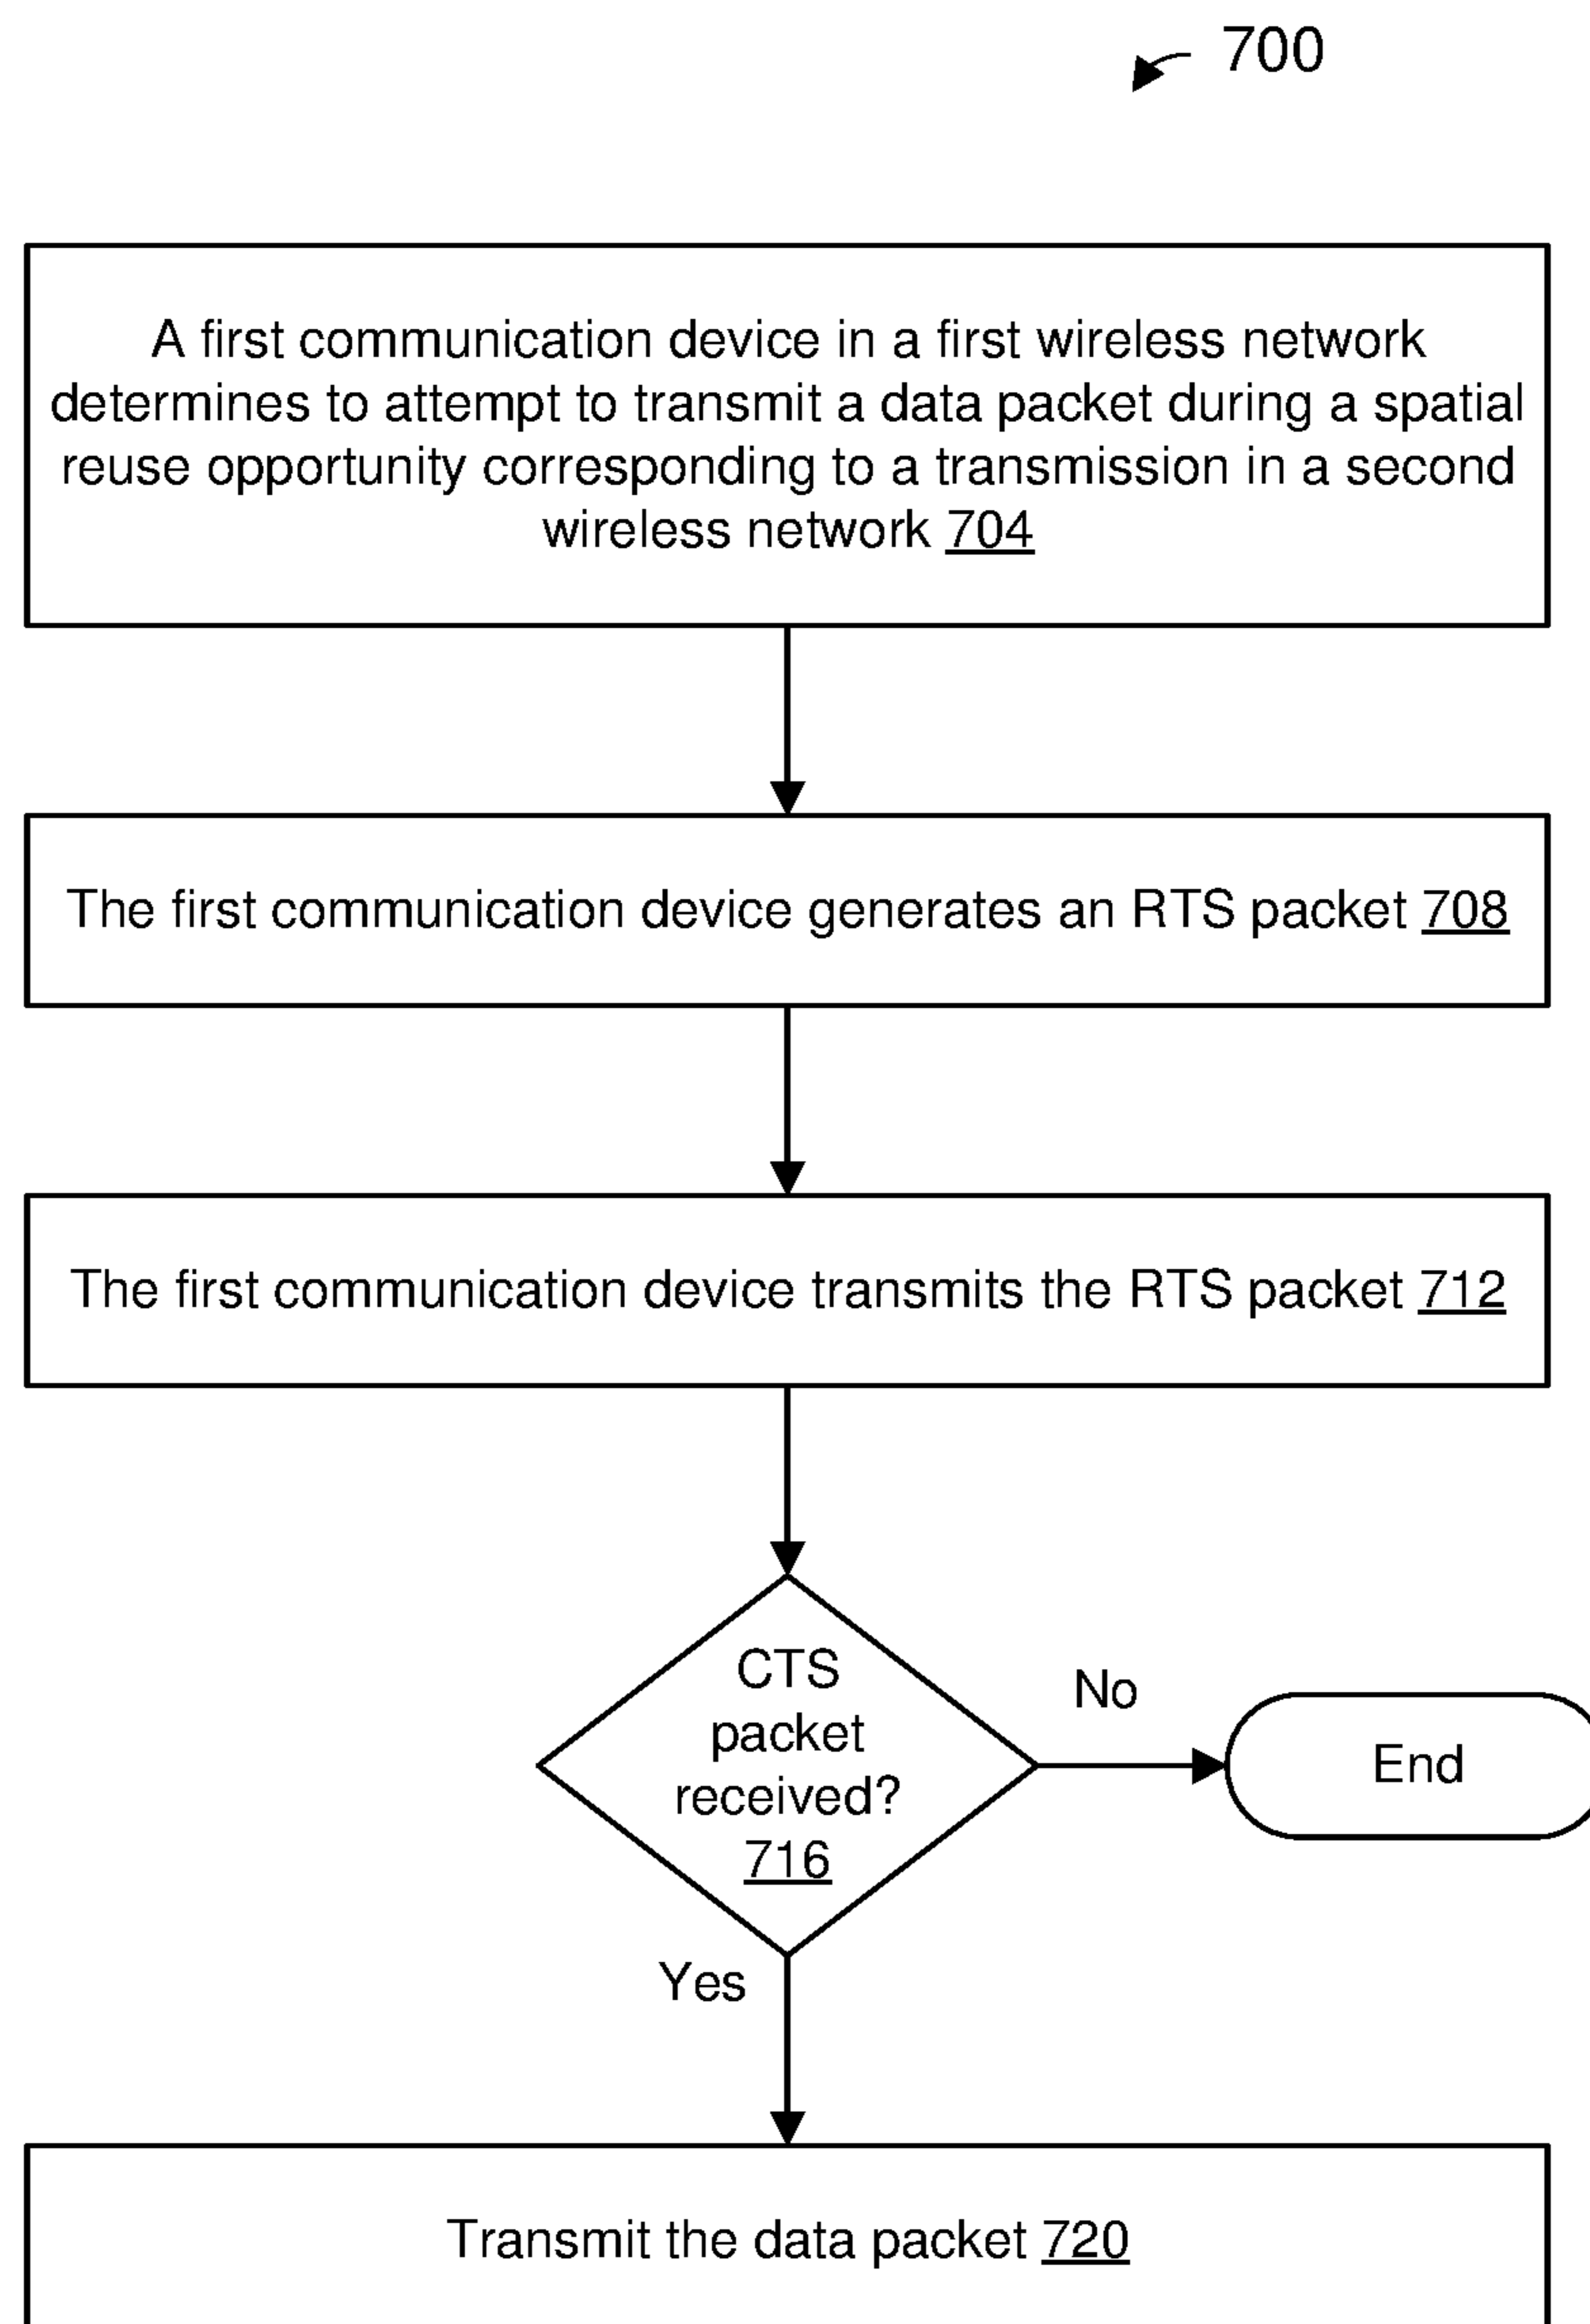 700
A first communication device in a first wireless network
determines to attempt to transmit a data packet during a spatial
reuse opportunity corresponding to a transmission in a second
wireless network 704
The first communication device generates an RTS packet 708
The first communication device transmits the RTS packet 712
CTS
packet
received?
716
No
End
Yes
Transmit the data packet 720